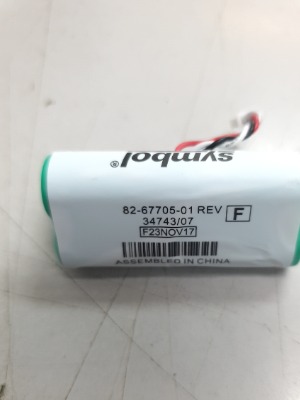 symbol®
82-67705-01 REV F
34743/07
F23NOV17
ASSEMBLED IN CHINA